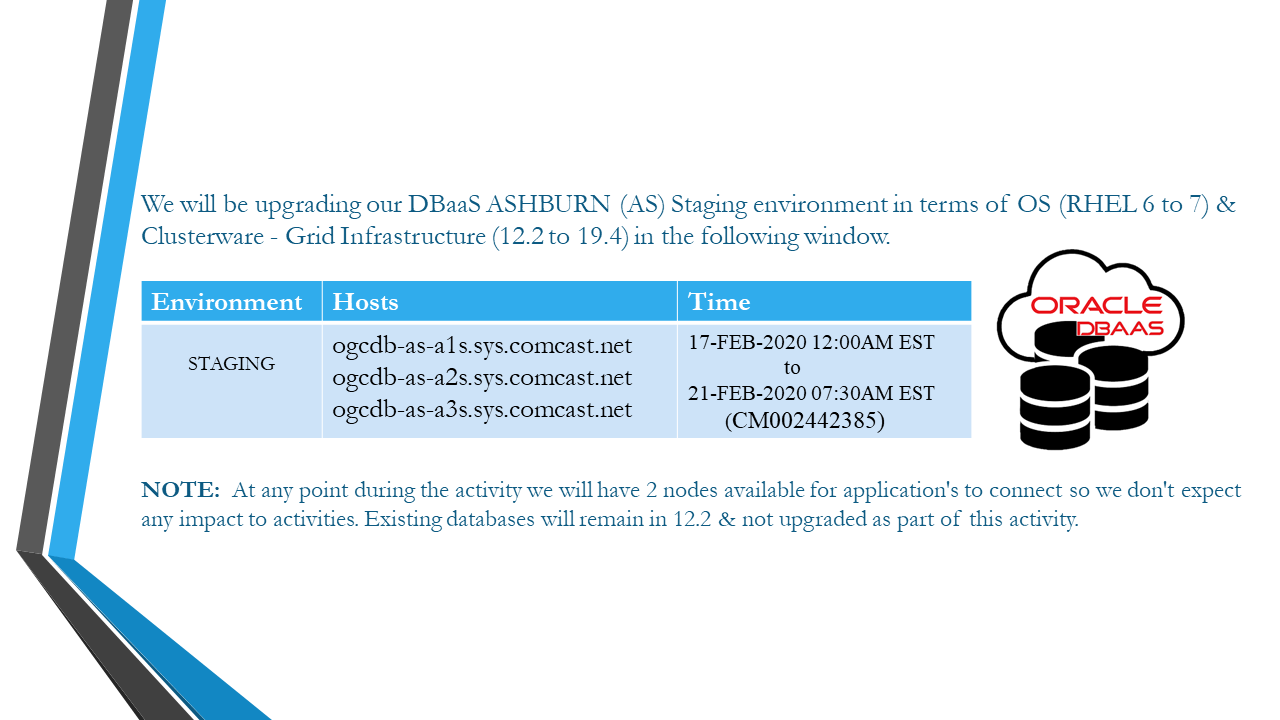 We will be upgrading our DBaaS ASHBURN (AS) Staging environment in terms of OS (RHEL 6 to 7) &
Clusterware - Grid Infrastructure (12.2 to 19.4) in the following window.
Environment Hosts Time
STAGING
ogcdb-as-a1s.sys.comcast.net
ogcdb-as-a2s.sys.comcast.net
ogcdb-as-a3s.sys.comcast.net
17-FEB-2020 12:00AM EST
to
21-FEB-2020 07:30AM EST
(CM002442385)
ORACLE
DBAAS
NOTE: At any point during the activity we will have 2 nodes available for application's to connect so we don't expect
any impact to activities. Existing databases will remain in 12.2 & not upgraded as part of this activity.